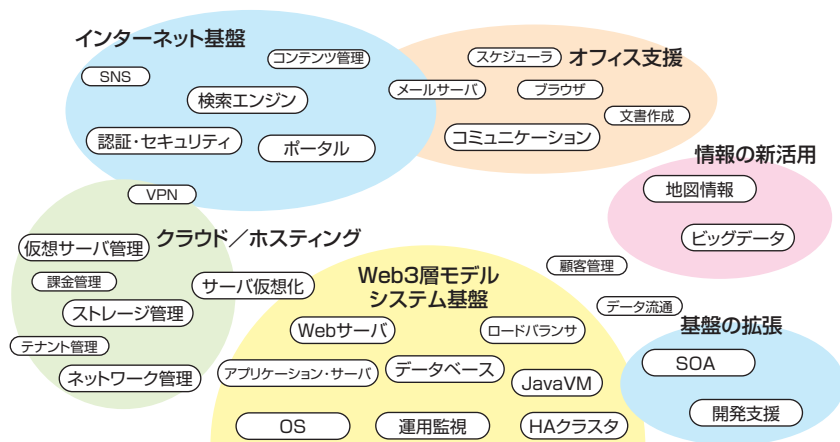 インターネット基盤
コンテンツ管理
SNS
検索エンジン
認証・セキュリティ
ポータル
VPN
スケジューラ
オフィス支援
メールサーバ
ブラウザ
文書作成
コミュニケーション
情報の新活用
地図情報
ビッグデータ
クラウド／ホスティング
仮想サーバ管理
課金管理
サーバ仮想化
ストレージ管理
テナント管理
ネットワーク管理
Web3層モデル
システム基盤
Webサーバ
ロードバランサ
アプリケーション・サーバ
データベース
JavaVM
OS
運用監視
HAクラスタ
顧客管理
データ流通
基盤の拡張
SOA
開発支援